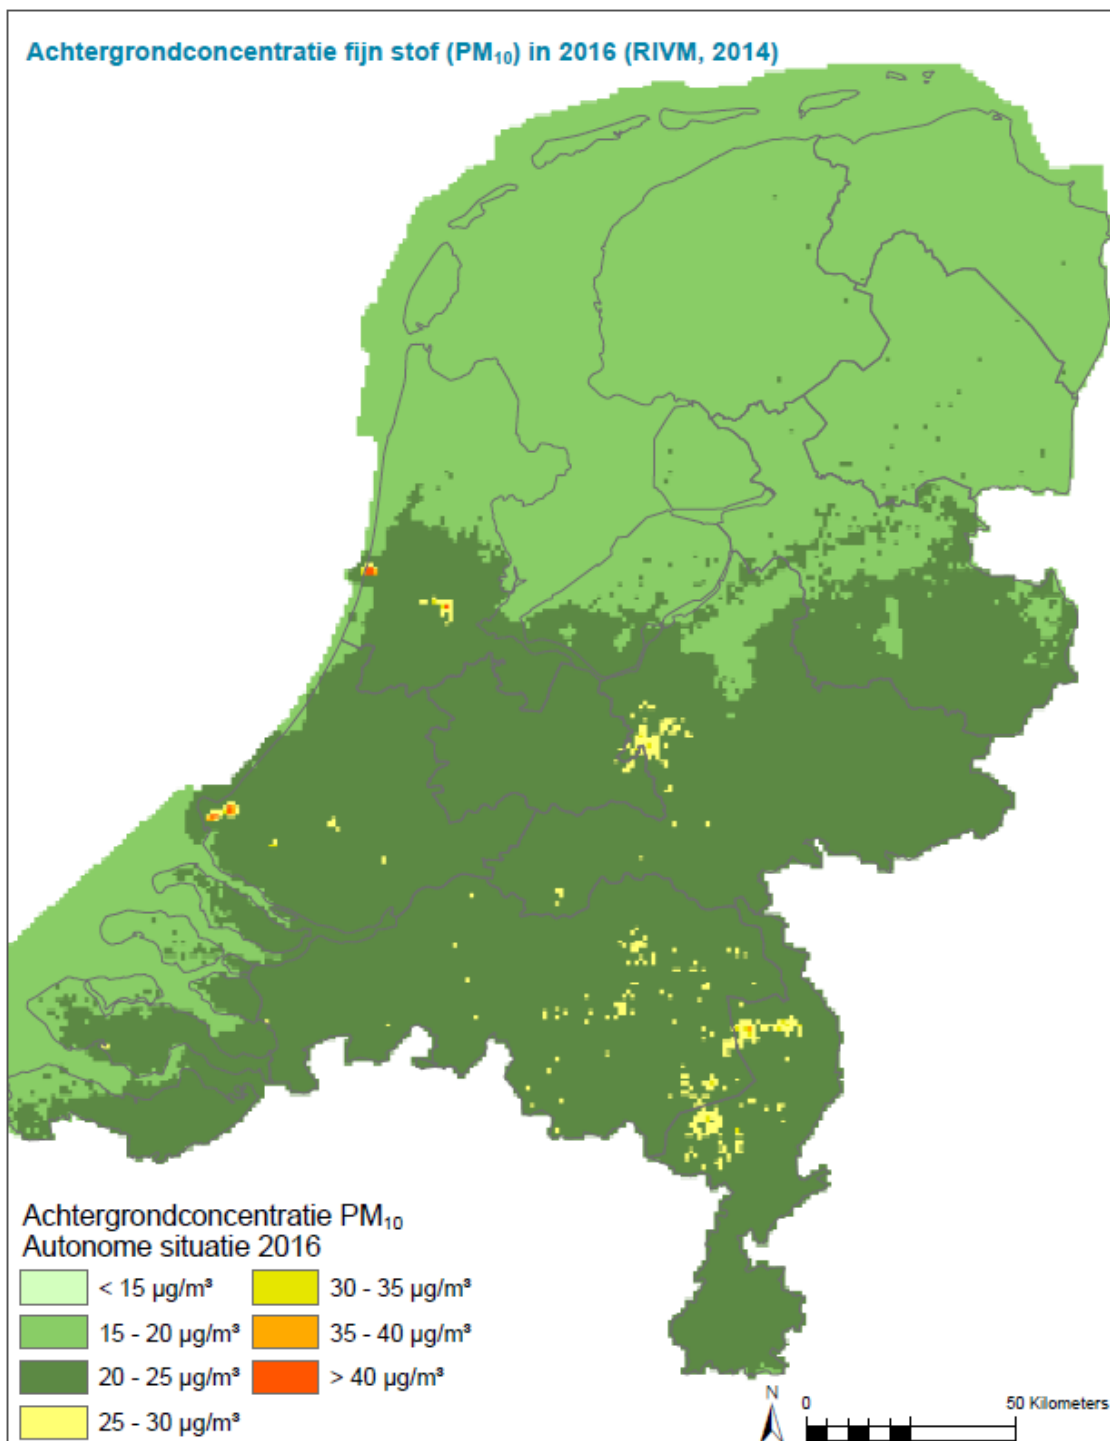 Achtergrondconcentratie fijn stof (PM₁₀) in 2016 (RIVM, 2014)
Achtergrondconcentratie PM₁₀
Autonome situatie 2016
< 15 µg/m³
15 - 20 µg/m³
20 - 25 µg/m³
25 - 30 µg/m³
30 - 35 µg/m³
35 - 40 µg/m³
> 40 µg/m³
N
0 50 Kilometers